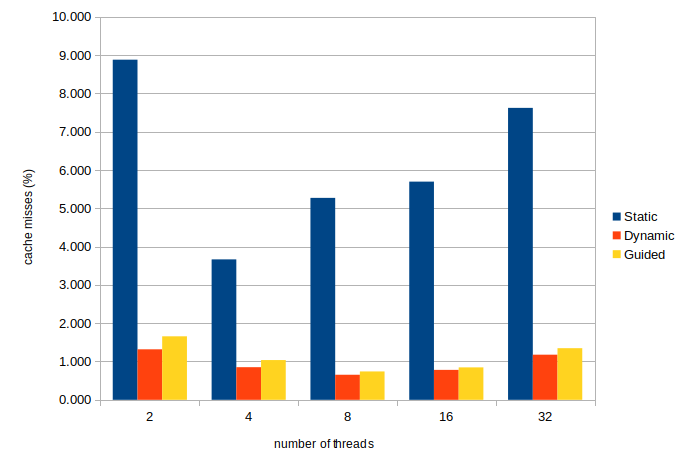 10.000
9.000
8.000
7.000
6.000
5.000
4.000
3.000
2.000
1.000
0.000
cache misses (%)
2 4 8 16 32
number of threads
Static
Dynamic
Guided